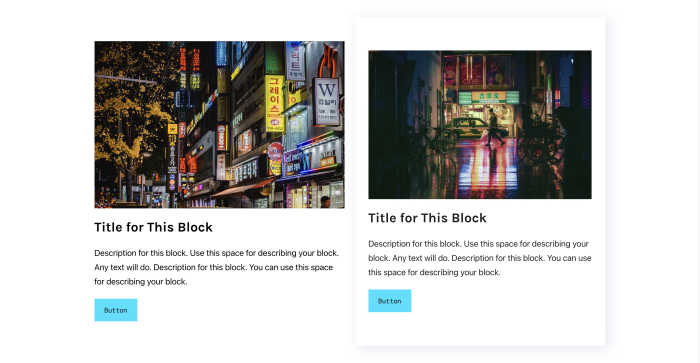 그레이스
W
Title for This Block
Description for this block. Use this space for describing your block.
Any text will do. Description for this block. You can use this space
for describing your block.
Button
Title for This Block
Description for this block. Use this space for describing your
block. Any text will do. Description for this block. You can use this
space for describing your block.
Button